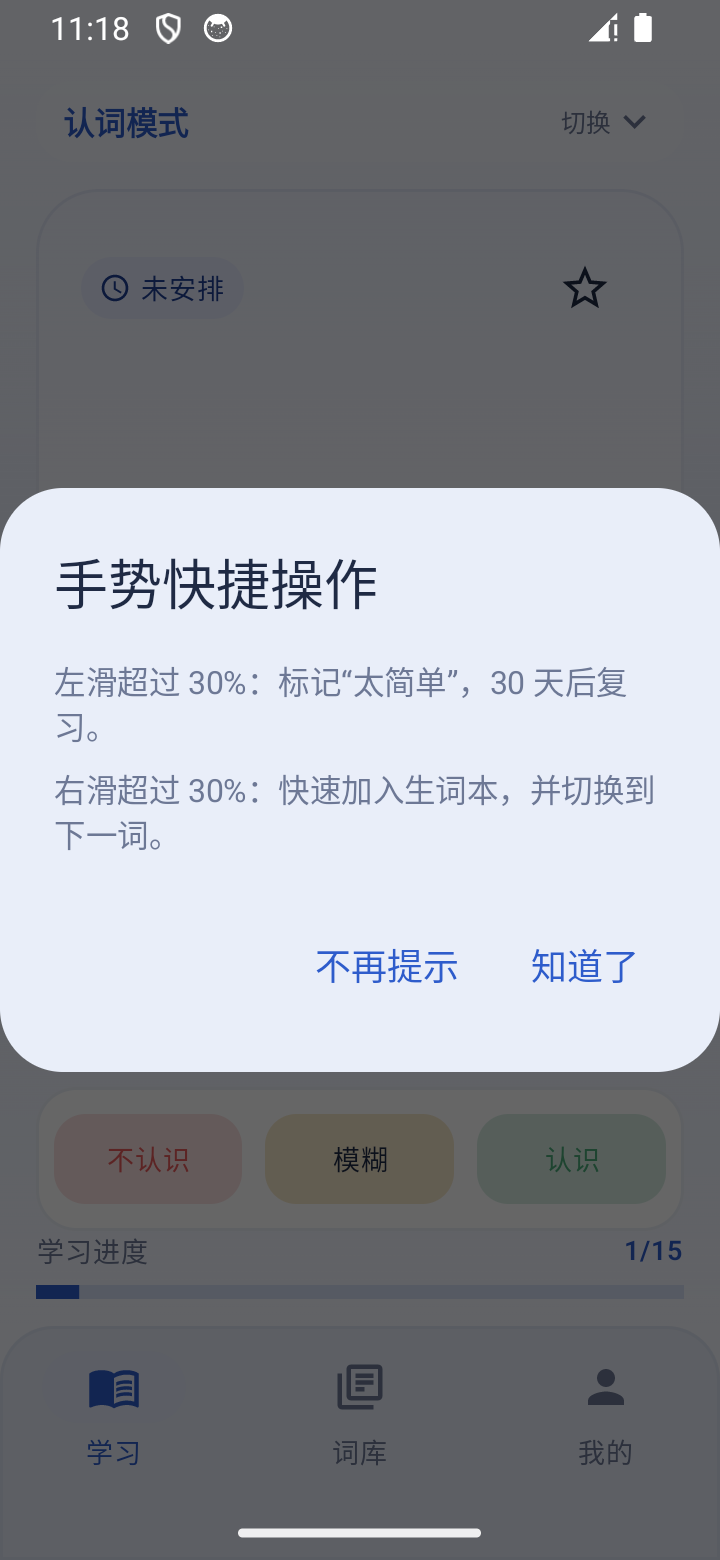 11:18
认词模式
切换
未安排
手势快捷操作
左滑超过 30%：标记“太简单”，30 天后复
习。
右滑超过 30%：快速加入生词本，并切换到
下一词。
不再提示
知道了
不认识
模糊
认识
学习进度
1/15
学习
词库
我的